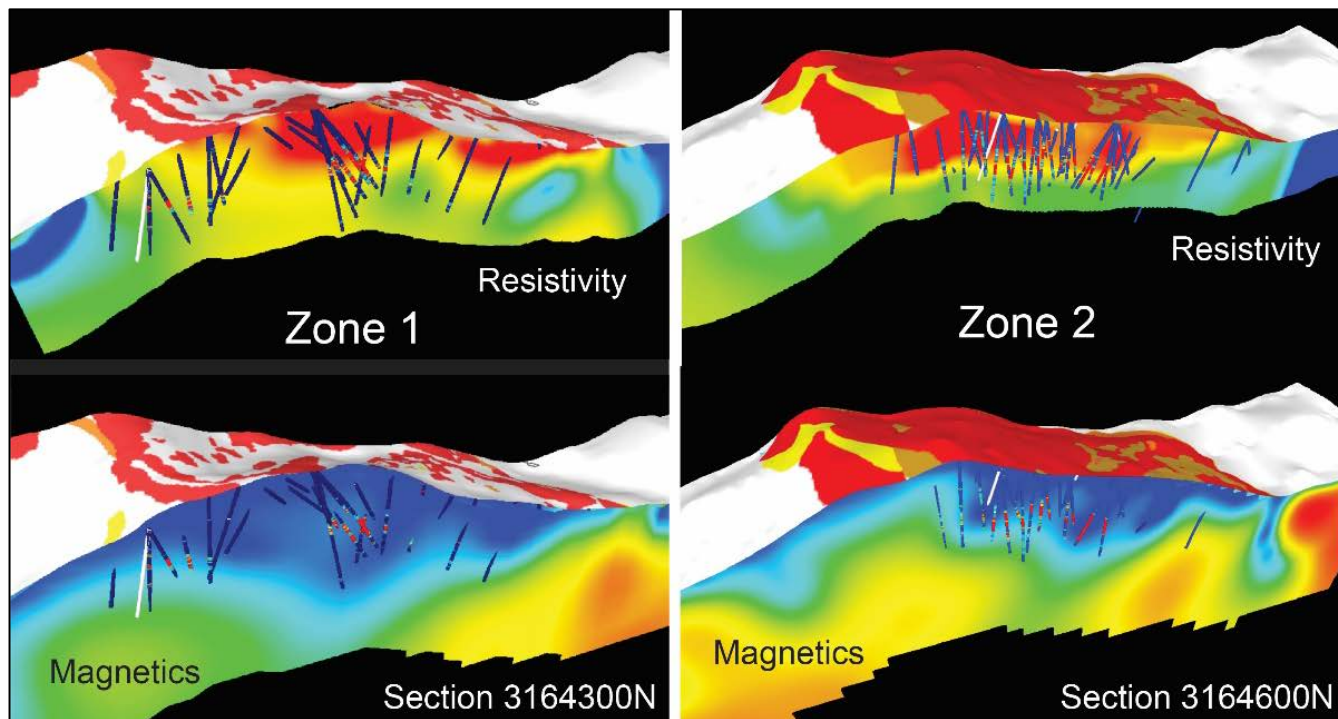 Resistivity
Zone 1
Resistivity
Zone 2
Magnetics
Section 3164300N
Magnetics
Section 3164600N